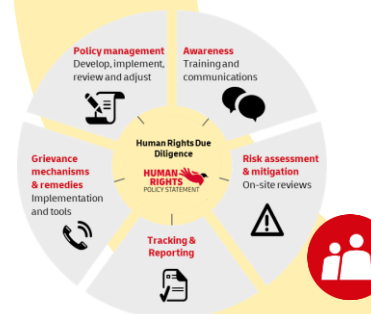 Policy management
Develop, implement,
review and adjust
Awareness
Training and
communications
Human Rights Due
Diligence
HUMAN
RIGHTS
POLICY STATEMENT
Grievance
mechanisms
& remedies
Implementation
and tools
Risk assessment
& mitigation
On-site reviews
Tracking &
Reporting